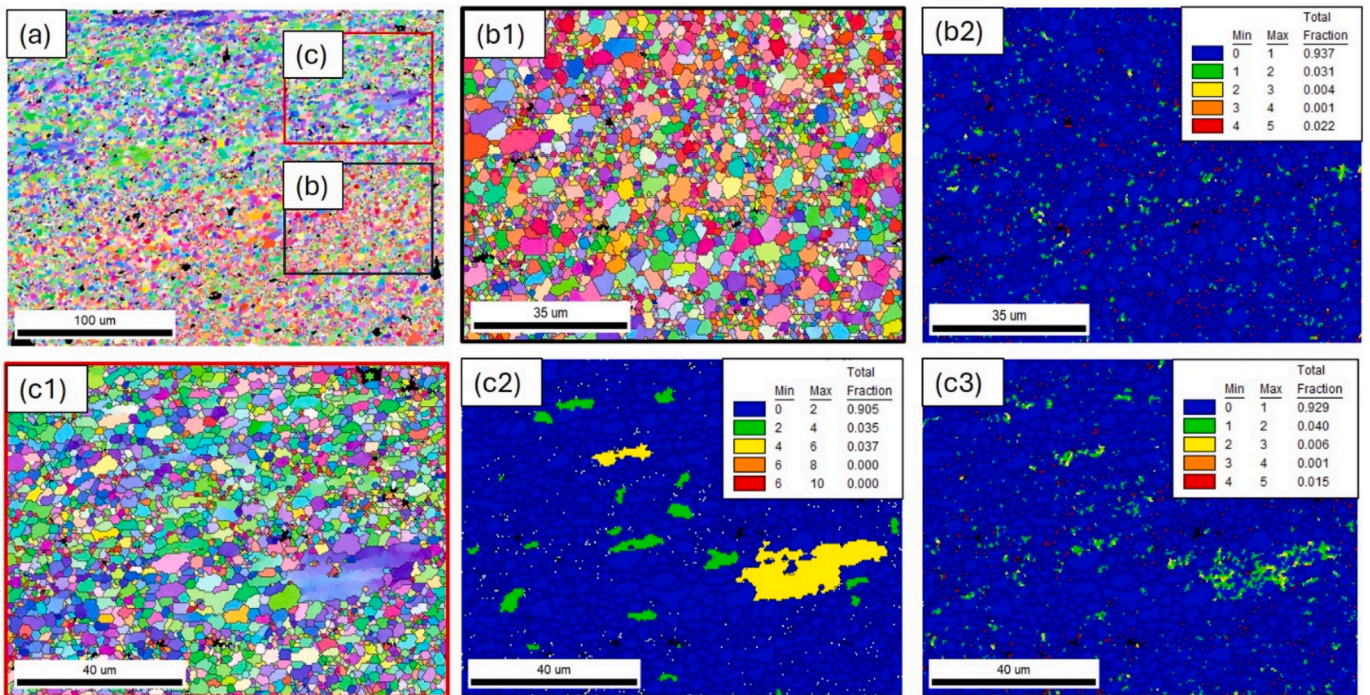 (a)
(c)
(b)
100 um
(b1)
35 um
(b2)
Total
Min Max Fraction
0 1 0.937
1 2 0.031
2 3 0.004
3 4 0.001
4 5 0.022
35 um
(c1)
40 um
(c2)
Total
Min Max Fraction
0 2 0.905
2 4 0.035
4 6 0.037
6 8 0.000
6 10 0.000
40 um
(c3)
Total
Min Max Fraction
0 1 0.929
1 2 0.040
2 3 0.006
3 4 0.001
4 5 0.015
40 um